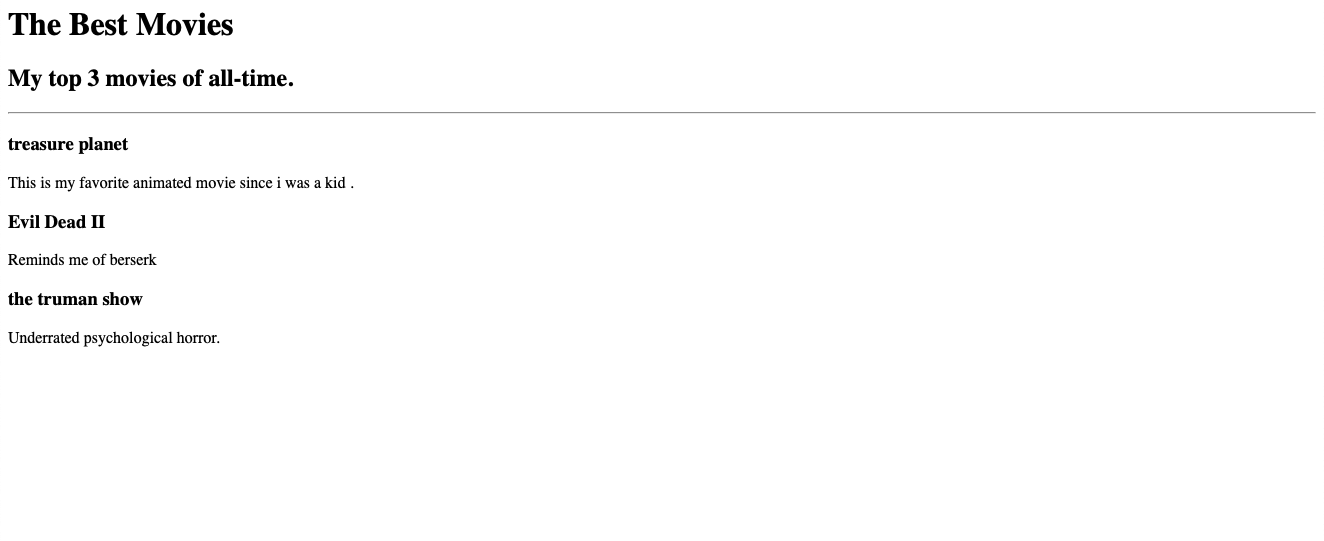 The Best Movies
My top 3 movies of all-time.
treasure planet
This is my favorite animated movie since i was a kid .
Evil Dead II
Reminds me of berserk
the truman show
Underrated psychological horror.